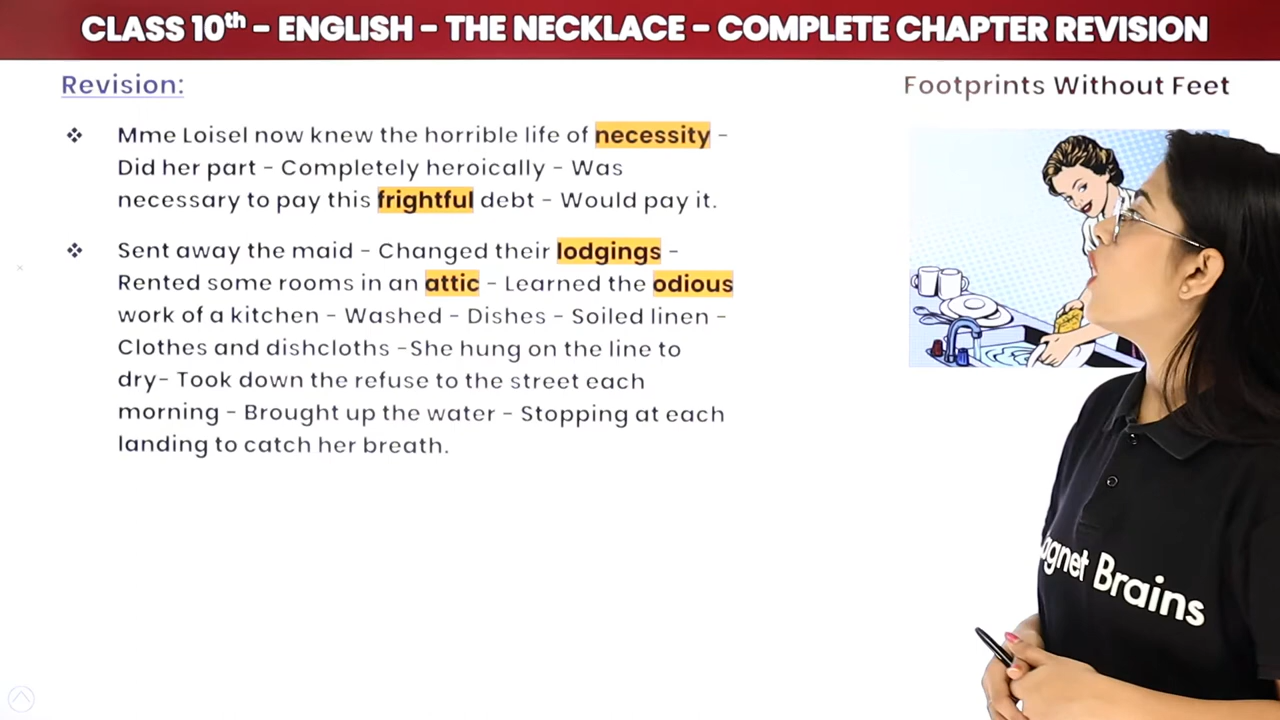 CLASS 10th - ENGLISH - THE NECKLACE - COMPLETE CHAPTER REVISION
Revision:
Footprints Without Feet
❖ Mme Loisel now knew the horrible life of necessity -
Did her part - Completely heroically - Was
necessary to pay this frightful debt - Would pay it.
❖ Sent away the maid - Changed their lodgings -
Rented some rooms in an attic - Learned the odious
work of a kitchen - Washed - Dishes - Soiled linen -
Clothes and dishcloths -She hung on the line to
dry- Took down the refuse to the street each
morning - Brought up the water - Stopping at each
landing to catch her breath.
agnet Brains